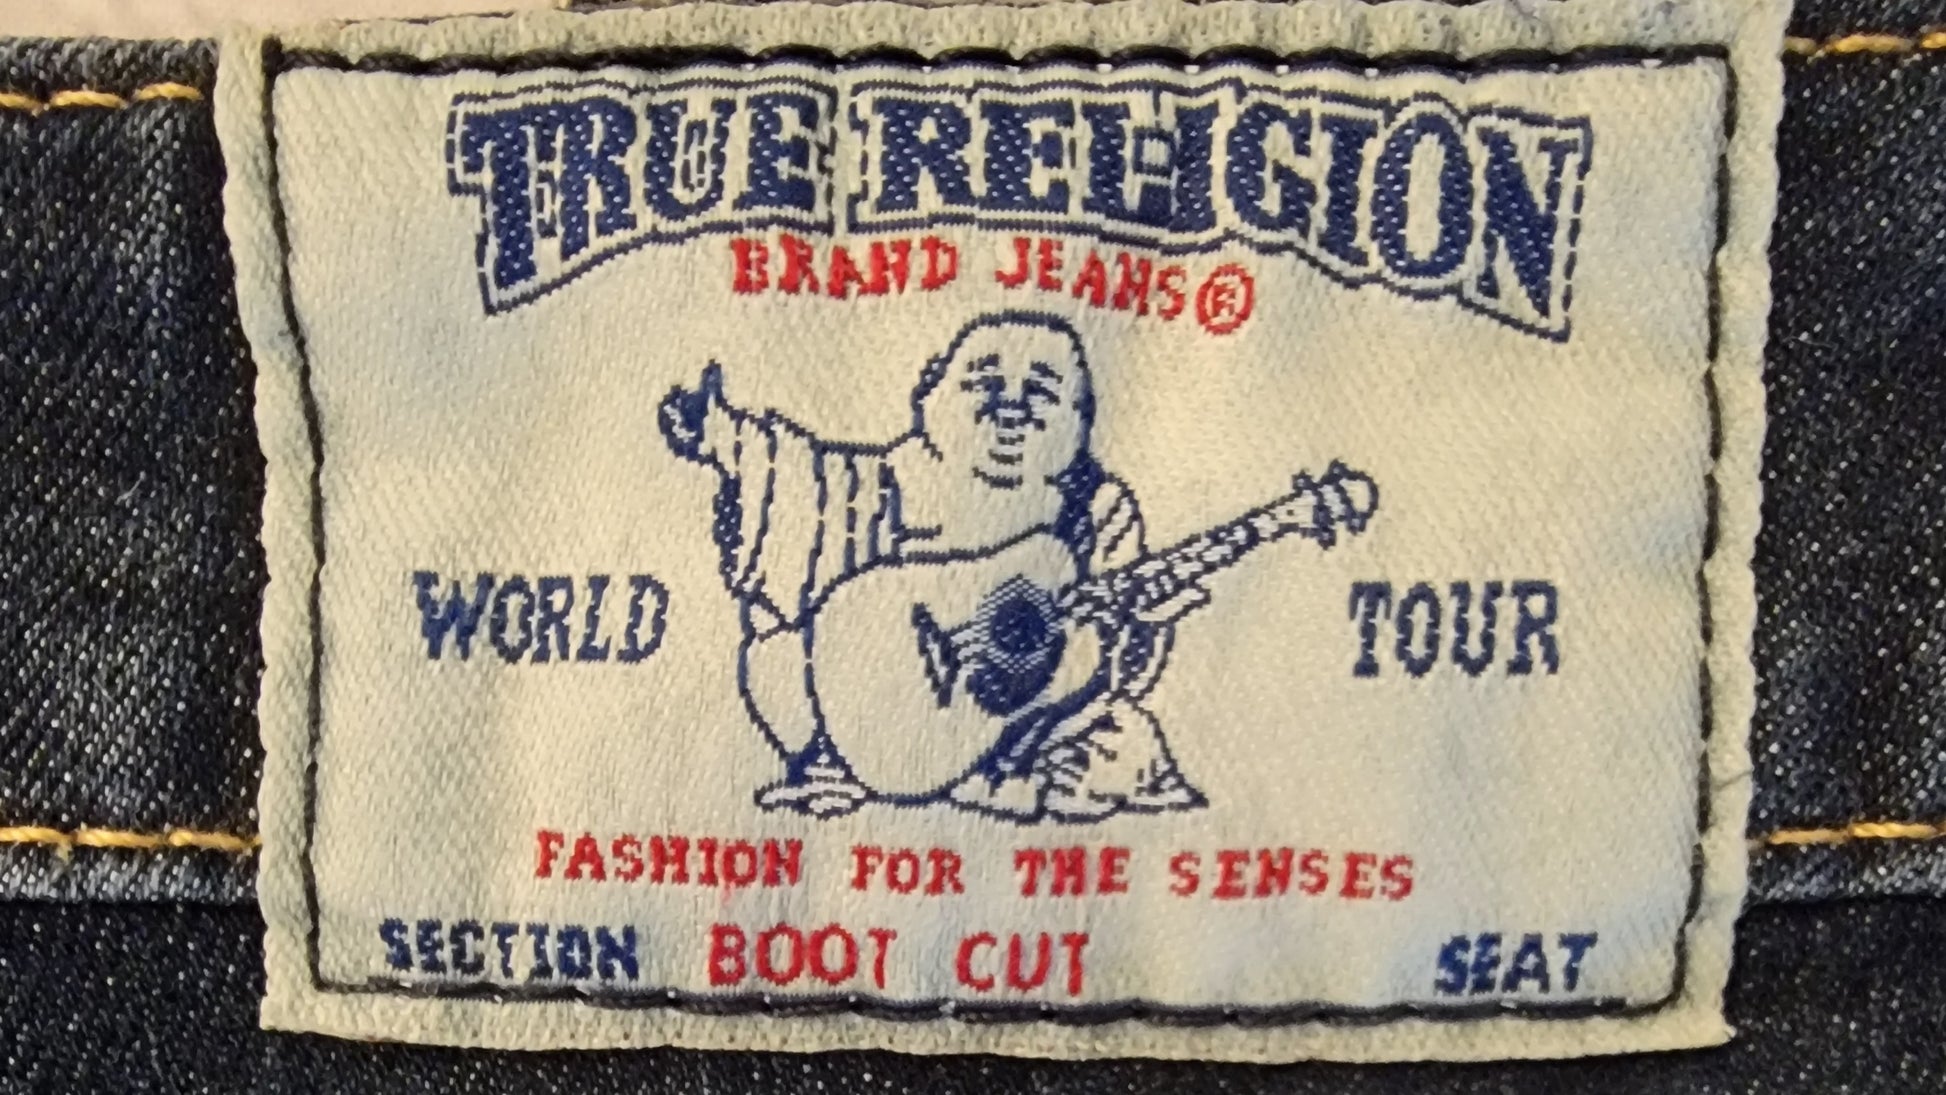 TRUE RELIGION
BRAND JEANS®
WORLD TOUR
FASHION FOR THE SENSES
SECTION BOOT CUT SEAT